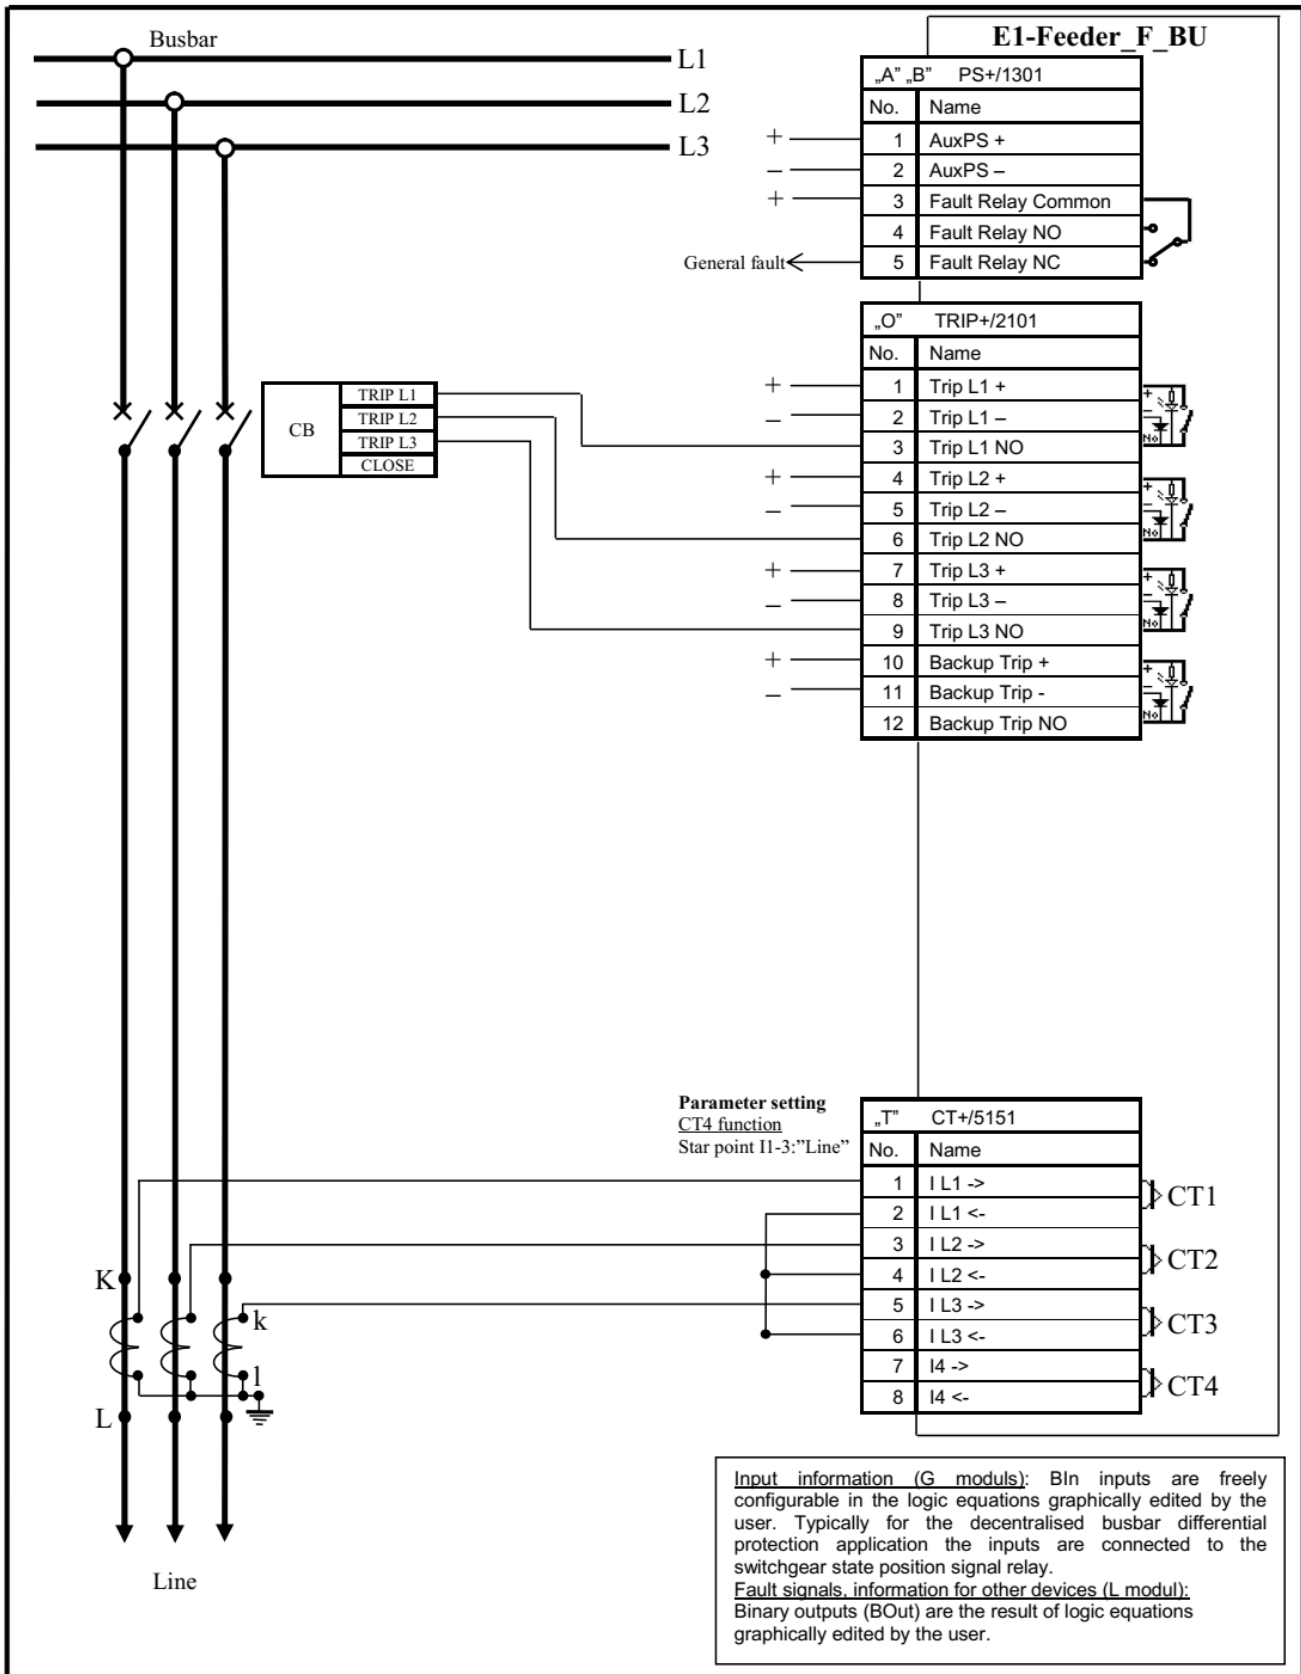 Busbar
L1
L2
L3
E1-Feeder_F_BU
„A” „B” PS+/1301
No. Name
+ 1 AuxPS +
– 2 AuxPS –
+ 3 Fault Relay Common
4 Fault Relay NO
General fault 5 Fault Relay NC
„O” TRIP+/2101
No. Name
+ 1 Trip L1 +
– 2 Trip L1 –
3 Trip L1 NO
+ 4 Trip L2 +
– 5 Trip L2 –
6 Trip L2 NO
+ 7 Trip L3 +
– 8 Trip L3 –
9 Trip L3 NO
+ 10 Backup Trip +
– 11 Backup Trip -
12 Backup Trip NO
+
–
No
+
–
No
+
–
No
+
–
No
CB
TRIP L1
TRIP L2
TRIP L3
CLOSE
Parameter setting
CT4 function
Star point I1-3:”Line”
„T” CT+/5151
No. Name
1 I L1 ->
2 I L1 <-
3 I L2 ->
4 I L2 <-
5 I L3 ->
6 I L3 <-
7 I4 ->
8 I4 <-
CT1
CT2
CT3
CT4
K
k
l
L
Line
Input information (G moduls): BIn inputs are freely
configurable in the logic equations graphically edited by the
user. Typically for the decentralised busbar differential
protection application the inputs are connected to the
switchgear state position signal relay.
Fault signals, information for other devices (L modul):
Binary outputs (BOut) are the result of logic equations
graphically edited by the user.